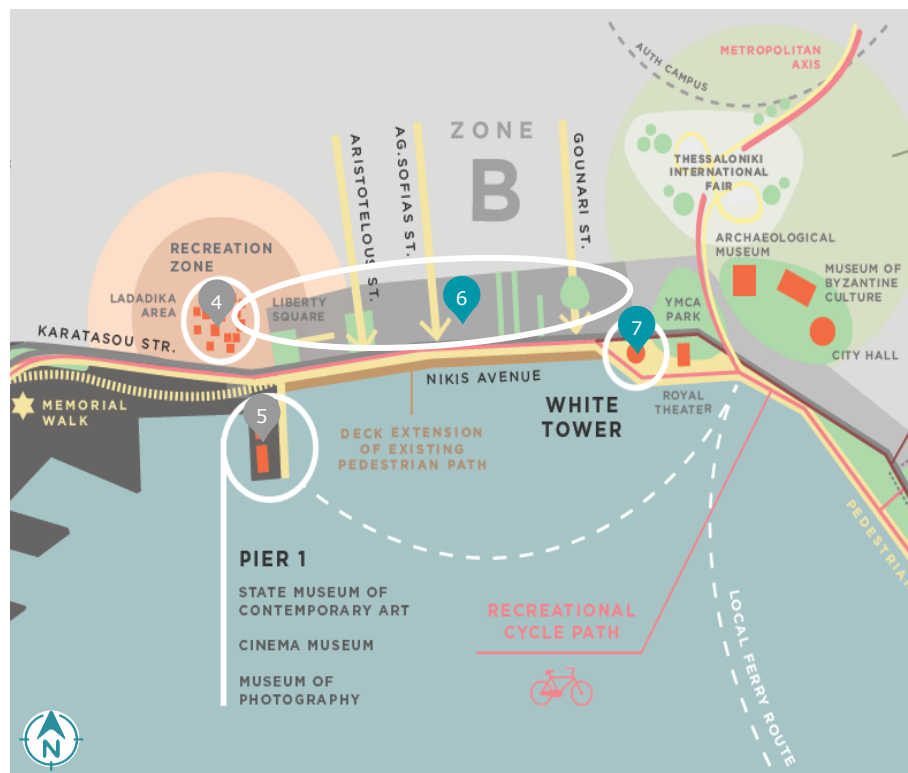 AUTH CAMPUS
METROPOLITAN
AXIS
ZONE
B
ARISTOTELOUS ST.
AG.SOFIAS ST.
GOUNARI ST.
THESSALONIKI
INTERNATIONAL
FAIR
RECREATION
ZONE
ARCHAEOLOGICAL
MUSEUM
MUSEUM OF
BYZANTINE
CULTURE
LADADIKA
AREA
4
LIBERTY
SQUARE
6
YMCA
PARK
7
CITY HALL
KARATASOU STR.
NIKIS AVENUE
MEMORIAL
WALK
5
WHITE
TOWER
ROYAL
THEATER
DECK EXTENSION
OF EXISTING
PEDESTRIAN PATH
PEDESTRIA
PIER 1
STATE MUSEUM OF
CONTEMPORARY ART
CINEMA MUSEUM
MUSEUM OF
PHOTOGRAPHY
RECREATIONAL
CYCLE PATH
LOCAL FERRY ROUTE
N